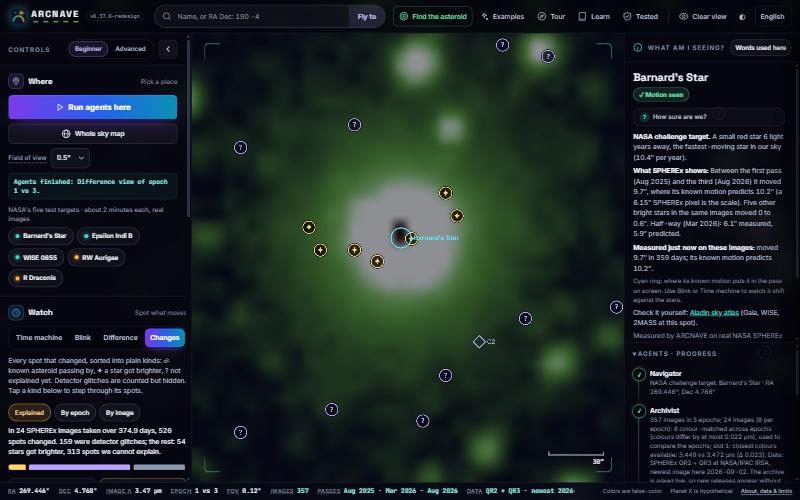 ARCNAVE
v0.37.0-redesign
Name, or RA Dec: 190 -4
Fly to
Find the asteroid
Examples
Tour
Learn
Tested
Clear view
English
CONTROLS
Beginner
Advanced
Where
Pick a place
Run agents here
Whole sky map
Field of view
0.5°
Agents finished: Difference view of epoch
1 vs 3.
NASA's five test targets · about 2 minutes each, real
images
Barnard's Star
Epsilon Indi B
WISE 0855
RW Aurigae
R Draconis
Watch
Spot what moves
Time machine
Blink
Difference
Changes
Every spot that changed, sorted into plain kinds:
known asteroid passing by, ✦ a star got brighter, ? not
explained yet. Detector glitches are counted but hidden.
Tap a kind below to step through its spots.
Explained
By epoch
By image
In 24 SPHEREx images taken over 374.9 days, 526
spots changed. 159 were detector glitches; the rest: 54
stars got brighter, 313 spots we cannot explain.
Barnard's Star
C2
30"
WHAT AM I SEEING?
Words used here
Barnard's Star
✓ Motion seen
? How sure are we?
NASA challenge target. A small red star 6 light
years away, the fastest-moving star in our sky
(10.4" per year).
What SPHEREx shows: Between the first pass
(Aug 2025) and the third (Aug 2026) it moved
9.7", where its known motion predicts 10.2" (a
6.15" SPHEREx pixel is the scale). Five other
bright stars in the same images moved 0 to
0.6". Half-way (Mar 2026): 6.1" measured,
5.9" predicted.
Measured just now on these images: moved
9.7" in 359 days; its known motion predicts
10.2".
Cyan ring: where its known motion puts it in the pass
on screen. Use Blink or Time machine to watch it shift
against the stars.
Check it yourself: Aladin sky atlas (Gaia, WISE,
2MASS at this spot).
Measured by ARCNAVE on real NASA SPHEREx
AGENTS · PROGRESS
Navigator
NASA challenge target: Barnard's Star · RA
269.446°, Dec 4.768°
Archivist
357 images in 3 epochs; 24 images (8 per
epoch): 8 colour-matched across epochs
(colours differ by at most 0.022 µm), used to
compare the epochs; slot 1: closest colours
available: 3.449 vs 3.472 µm (Δ 0.023). Data:
SPHEREx QR2 + QR3 at NASA/IPAC IRSA,
newest image 2026-09-02. The archive
is asked live, so new releases appear
RA 269.446° DEC 4.768° IMAGE Λ 3.47 µm EPOCH 1 vs 3 FOV 0.12° IMAGES 357 PASSES Aug 2025 · Mar 2026 · Aug 2026 DATA QR2 + QR3 · newest 2026-
Colors are false-color
Planet X is hypothetical
About, data & limits